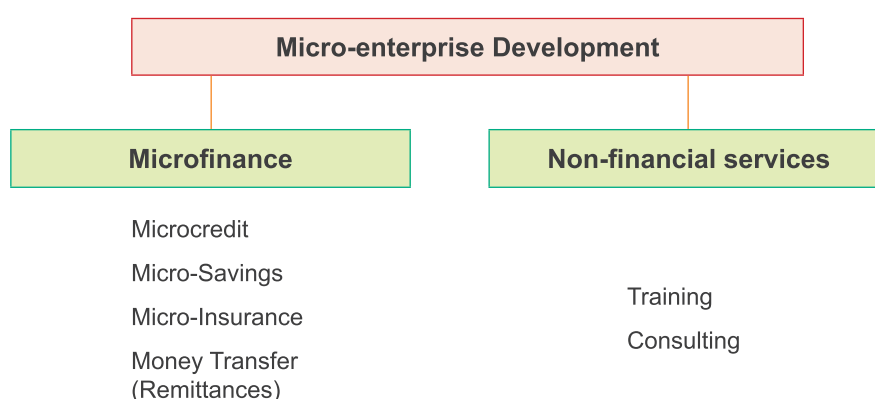 Micro-enterprise Development
Microfinance
Non-financial services
Microcredit
Micro-Savings
Micro-Insurance
Money Transfer
(Remittances)
Training
Consulting